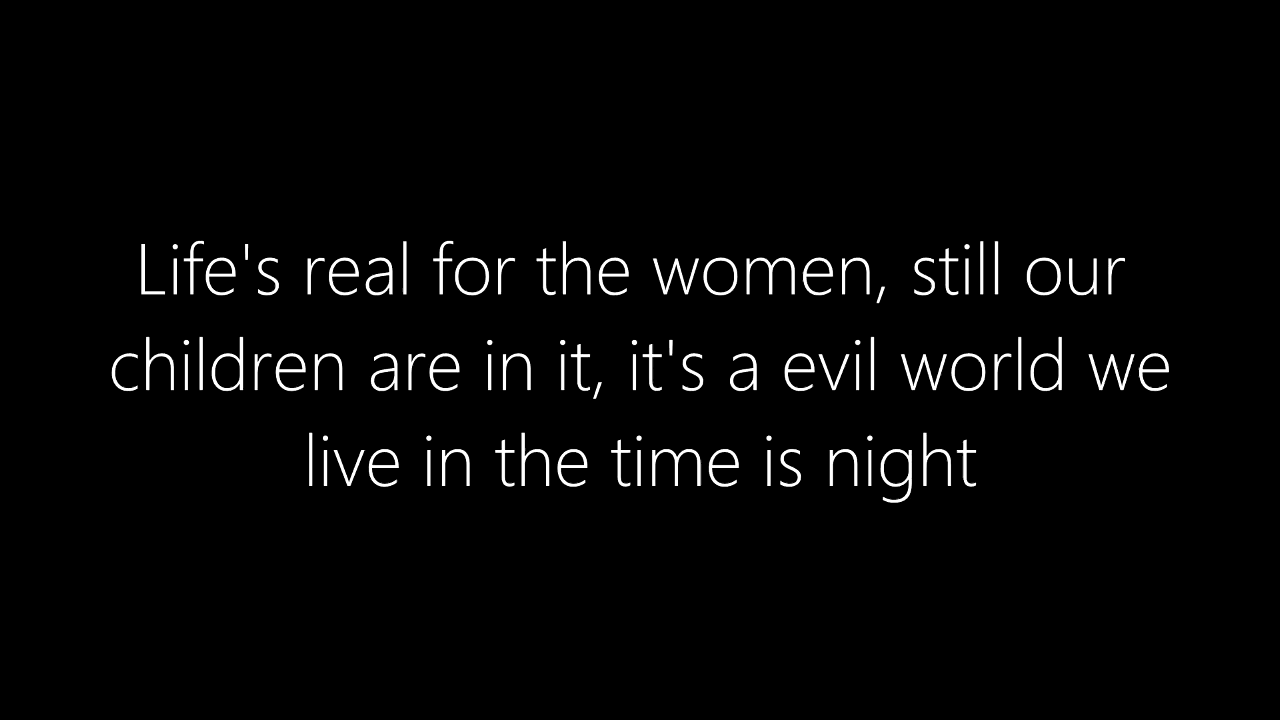 Life's real for the women, still our
children are in it, it's a evil world we
live in the time is night